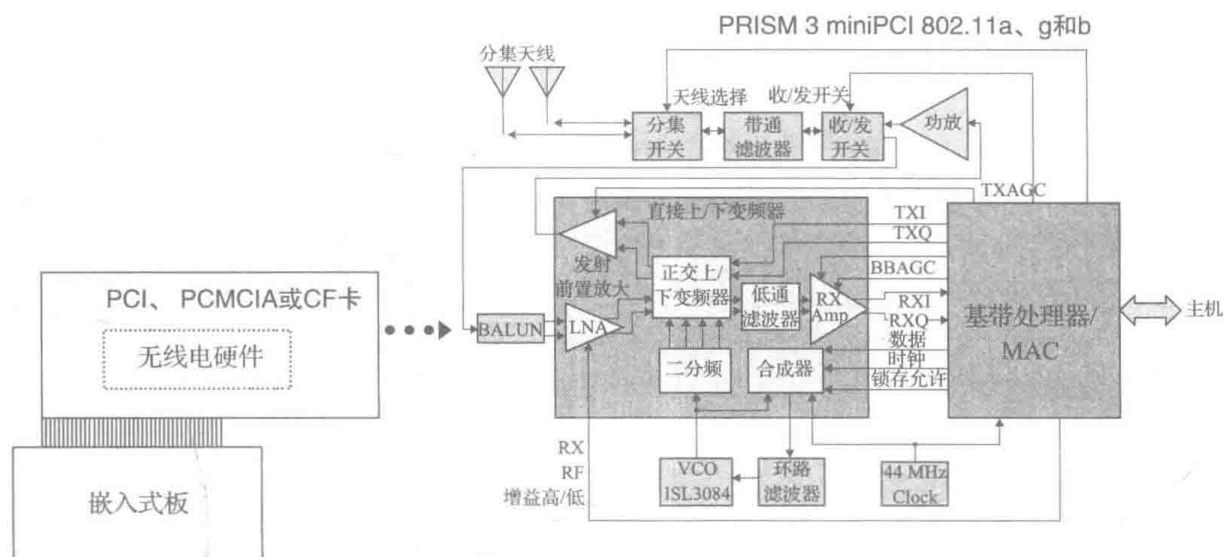 PRISM 3 miniPCI 802.11a、g和b
分集天线
天线选择
收/发开关
分集
开关
带通
滤波器
收/发
开关
功放
TXAGC
直接上/下变频器
TXI
TXQ
发射
前置放大
正交上/
下变频器
BBAGC
PCI、 PCMCIA或CF卡
无线电硬件
BALUN
LNA
低通
滤波器
RX
Amp
RXI
RXQ
基带处理器/
MAC
主机
二分频
合成器
数据
时钟
锁存允许
RX
RF
增益高/低
VCO
ISL3084
环路
滤波器
44 MHz
Clock
嵌入式板